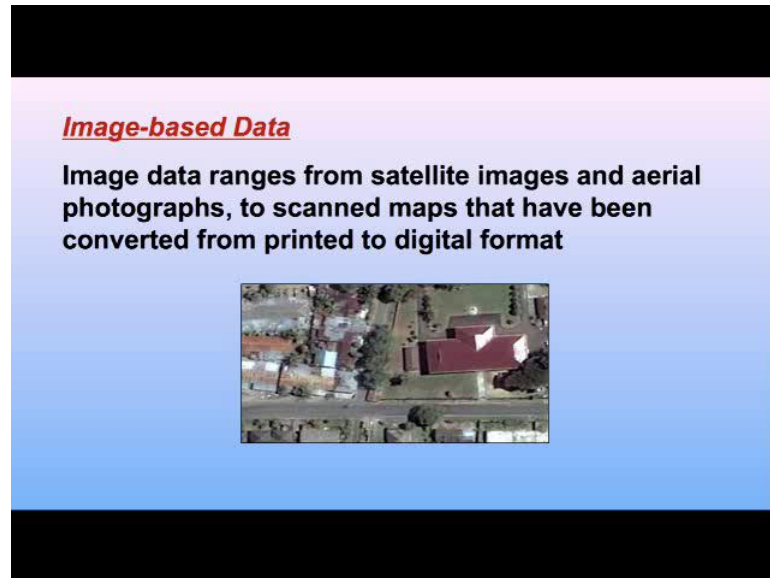 Image-based Data
Image data ranges from satellite images and aerial
photographs, to scanned maps that have been
converted from printed to digital format